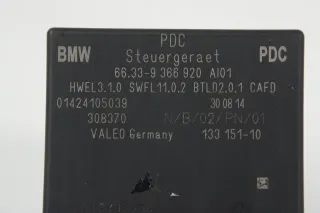 PDC
BMW Steuergeraet PDC
66.33-9 366 920 AI01
HWEL3.1.0 SWFL11.0.2 BTLD2.0.1 CAFD
01424105039 30 08 14
308370 N/B/02/PN/01
VALEO Germany 133 151-10